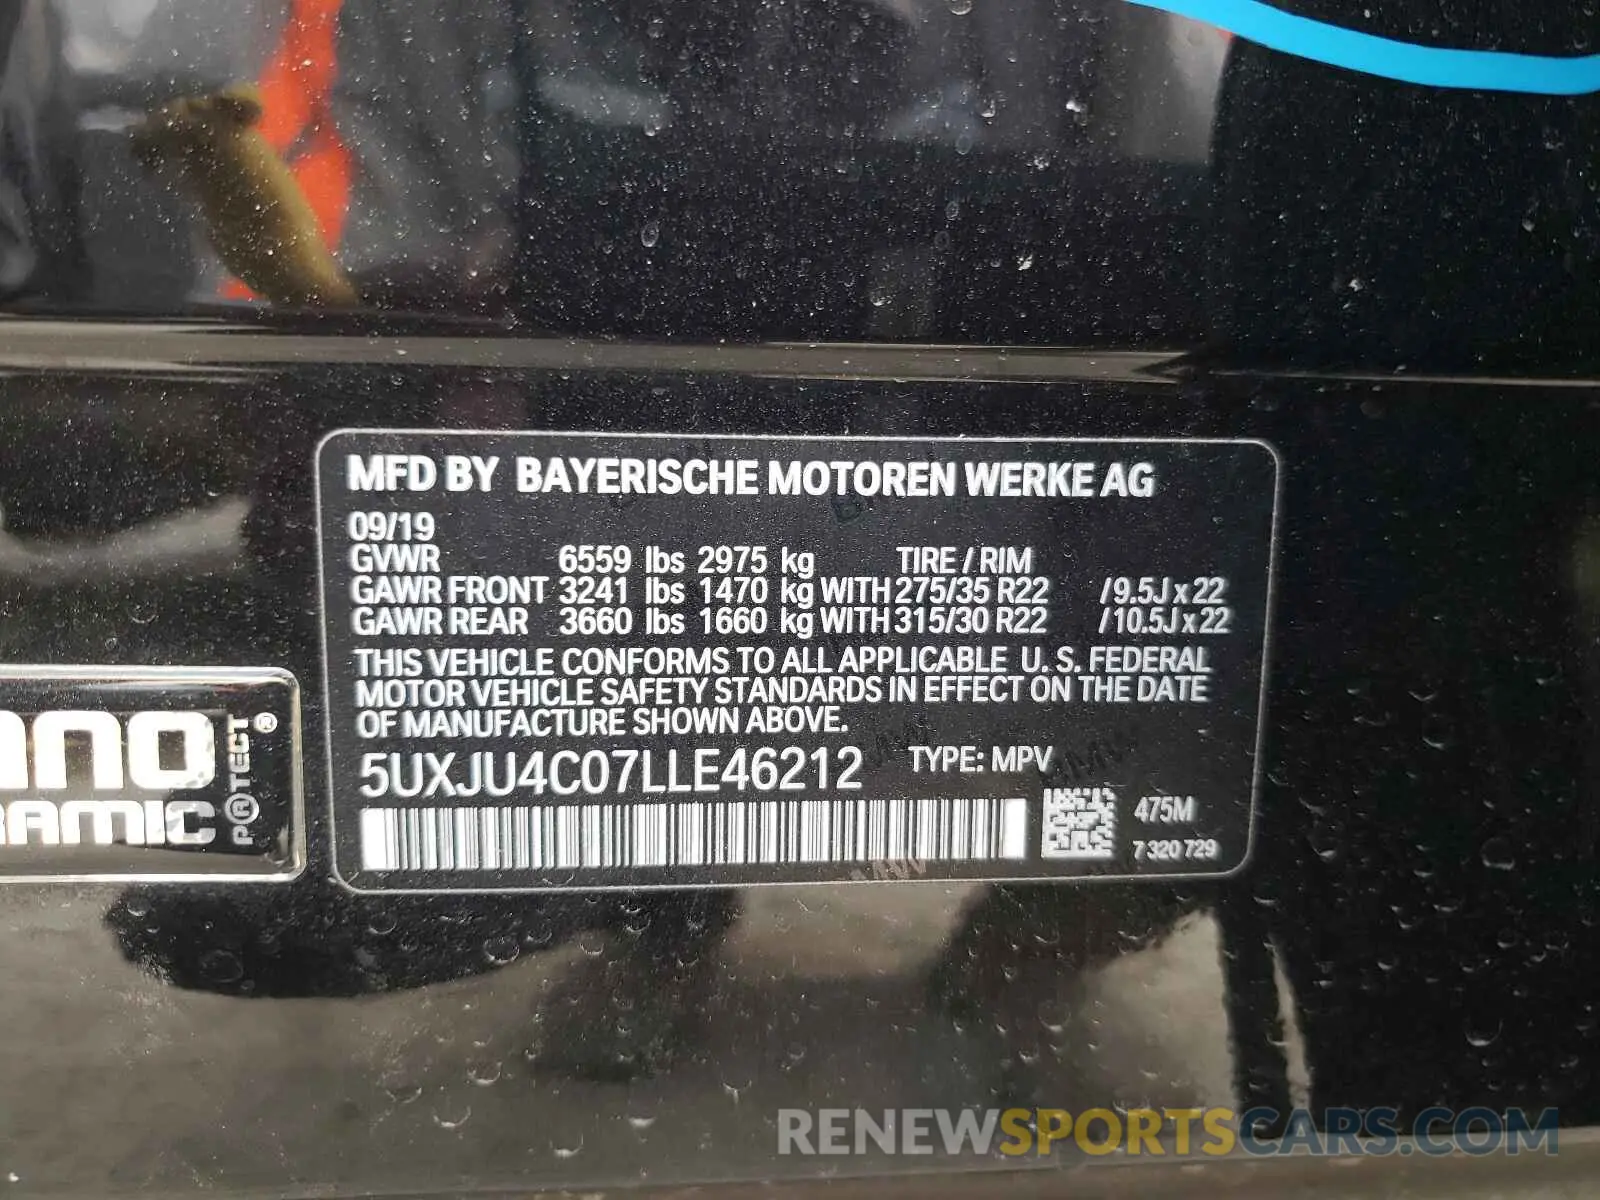 MFD BY BAYERISCHE MOTOREN WERKE AG
09/19
GVWR 6559 lbs 2975 kg TIRE / RIM
GAWR FRONT 3241 lbs 1470 kg WITH 275/35 R22 / 9.5J x 22
GAWR REAR 3660 lbs 1660 kg WITH 315/30 R22 / 10.5J x 22
THIS VEHICLE CONFORMS TO ALL APPLICABLE U. S. FEDERAL
MOTOR VEHICLE SAFETY STANDARDS IN EFFECT ON THE DATE
OF MANUFACTURE SHOWN ABOVE.
5UXJU4C07LLE46212 TYPE: MPV
475M
7 320 729
PROTECT®
RENEWSPORTSCARS.COM